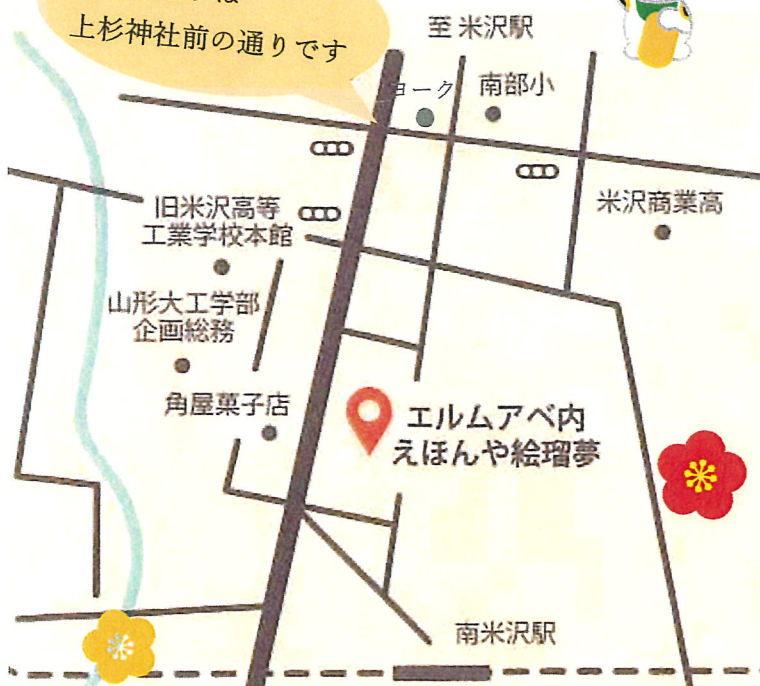 上杉神社前の通りです
至 米沢駅
ヨーク
南部小
米沢商業高
旧米沢高等
工業学校本館
山形大工学部
企画総務
角屋菓子店
エルムアベ内
えほんや絵瑠夢
南米沢駅